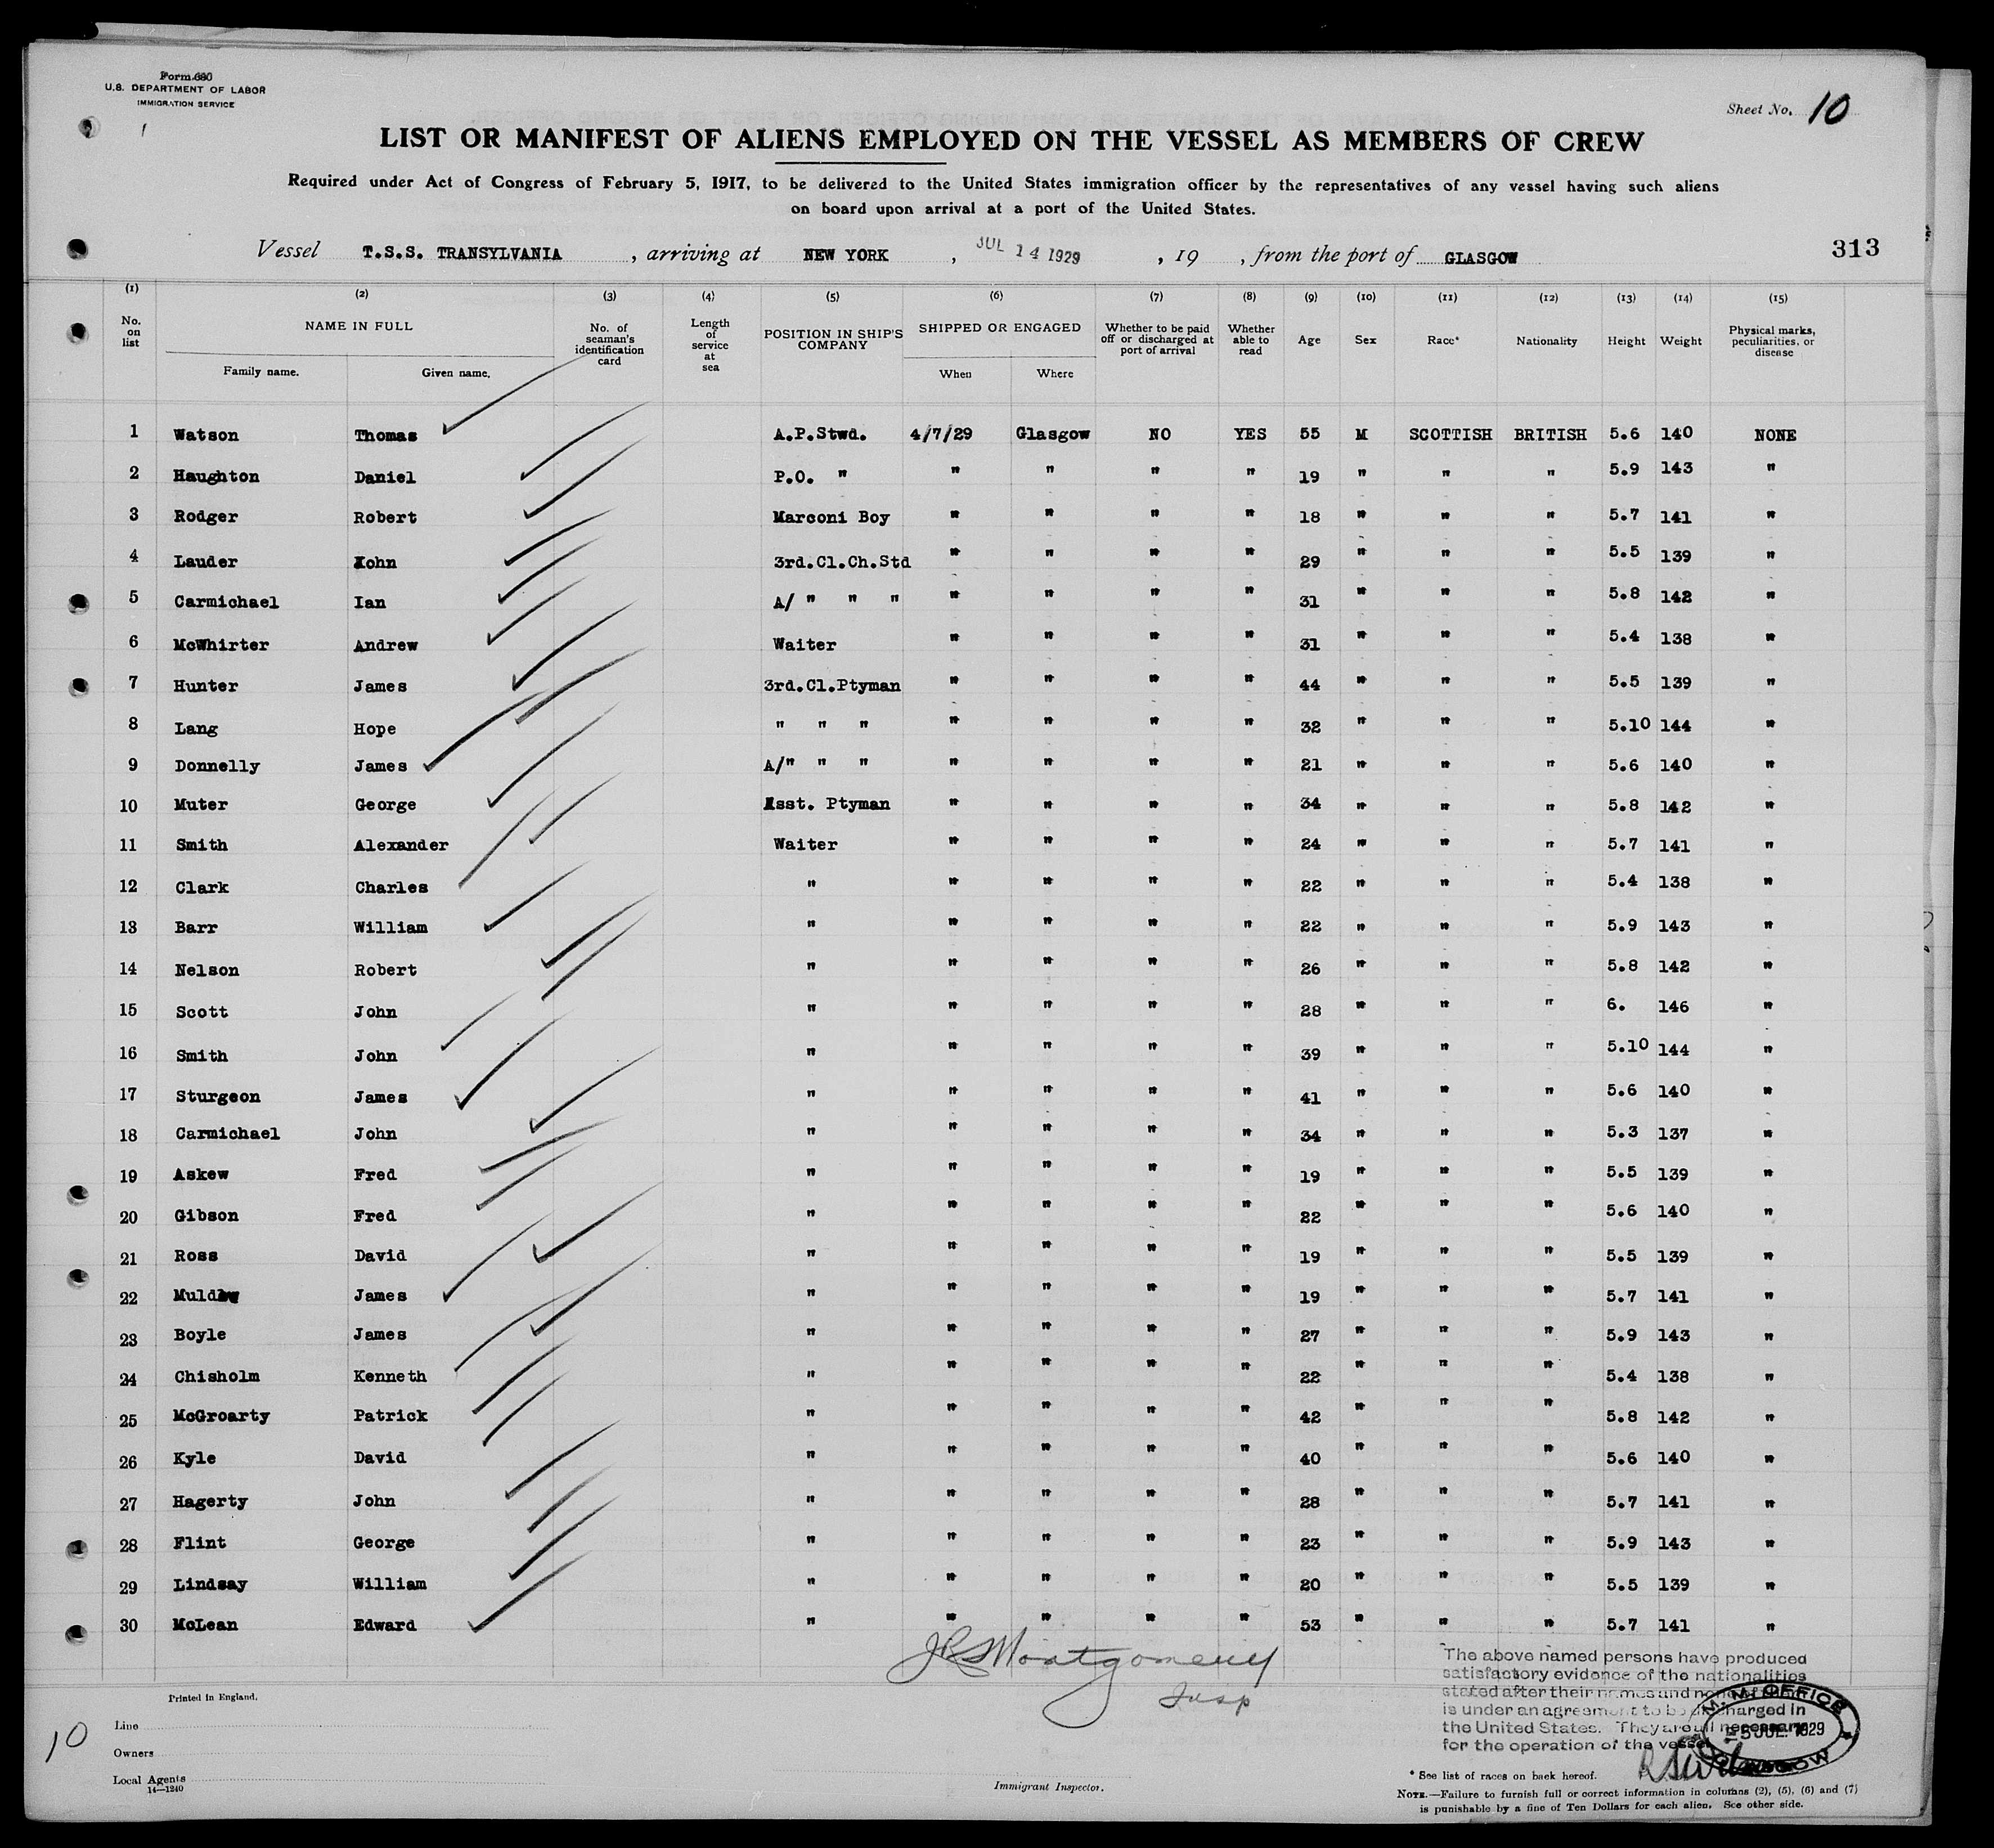 Form 680
U.S. DEPARTMENT OF LABOR
IMMIGRATION SERVICE
Sheet No. 10
LIST OR MANIFEST OF ALIENS EMPLOYED ON THE VESSEL AS MEMBERS OF CREW
Required under Act of Congress of February 5, 1917, to be delivered to the United States immigration officer by the representatives of any vessel having such aliens
on board upon arrival at a port of the United States.
Vessel T.S.S. TRANSYLVANIA, arriving at NEW YORK, JUL 14 1929, 19 , from the port of GLASGOW 313
(1) (2) (3) (4) (5) (6) (7) (8) (9) (10) (11) (12) (13) (14) (15)
No. on list NAME IN FULL Family name. Given name. No. of seaman's identification card Length of service at sea POSITION IN SHIP'S COMPANY SHIPPED OR ENGAGED When Where Whether to be paid off or discharged at port of arrival Whether able to read Age Sex Race* Nationality Height Weight Physical marks, peculiarities, or disease
1 Watson Thomas A.P.Stwd. 4/7/29 Glasgow NO YES 55 M SCOTTISH BRITISH 5.6 140 NONE
2 Haughton Daniel P.O. " " " " " 19 " " " 5.9 143 "
3 Rodger Robert Marconi Boy " " " " 18 " " " 5.7 141 "
4 Lauder John 3rd.Cl.Ch.Std " " " " 29 " " " 5.5 139 "
5 Carmichael Ian A/ " " " " " " " 31 " " " 5.8 142 "
6 McWhirter Andrew Waiter " " " " 31 " " " 5.4 138 "
7 Hunter James 3rd.Cl.Ptyman " " " " 44 " " " 5.5 139 "
8 Lang Hope " " " " " " " 32 " " " 5.10 144 "
9 Donnelly James A/" " " " " " " 21 " " " 5.6 140 "
10 Muter George Asst. Ptyman " " " " 34 " " " 5.8 142 "
11 Smith Alexander Waiter " " " " 24 " " " 5.7 141 "
12 Clark Charles " " " " " 22 " " " 5.4 138 "
13 Barr William " " " " " 22 " " " 5.9 143 "
14 Nelson Robert " " " " " 26 " " " 5.8 142 "
15 Scott John " " " " " 28 " " " 6. 146 "
16 Smith John " " " " " 39 " " " 5.10 144 "
17 Sturgeon James " " " " " 41 " " " 5.6 140 "
18 Carmichael John " " " " " 34 " " " 5.3 137 "
19 Askew Fred " " " " " 19 " " " 5.5 139 "
20 Gibson Fred " " " " " 22 " " " 5.6 140 "
21 Ross David " " " " " 19 " " " 5.5 139 "
22 James " " " " " 19 " " " 5.7 141 "
23 Boyle James " " " " " 27 " " " 5.9 143 "
24 Chisholm Kenneth " " " " " 22 " " " 5.4 138 "
25 McGroarty Patrick " " " " " 42 " " " 5.8 142 "
26 Kyle David " " " " " 40 " " " 5.6 140 "
27 Hagerty John " " " " " 28 " " " 5.7 141 "
28 Flint George " " " " " 23 " " " 5.9 143 "
29 Lindsay William " " " " " 20 " " " 5.5 139 "
30 McLean Edward " " " " " 53 " " " 5.7 141 "
JRSMontgomery
Insp
The above named persons have produced
satisfactory evidence of the nationalities
stated after their names and none of them
is under an agreement to be discharged in
the United States. They are all necessary
for the operation of the vessel
M.M. OFFICE
5 JUL 1929
GLASGOW
Printed in England.
10
Line
Owners
Local Agents
14—1240
Immigrant Inspector.
* See list of races on back hereof.
NOTE.—Failure to furnish full or correct information in columns (2), (5), (6) and (7)
is punishable by a fine of Ten Dollars for each alien. See other side.